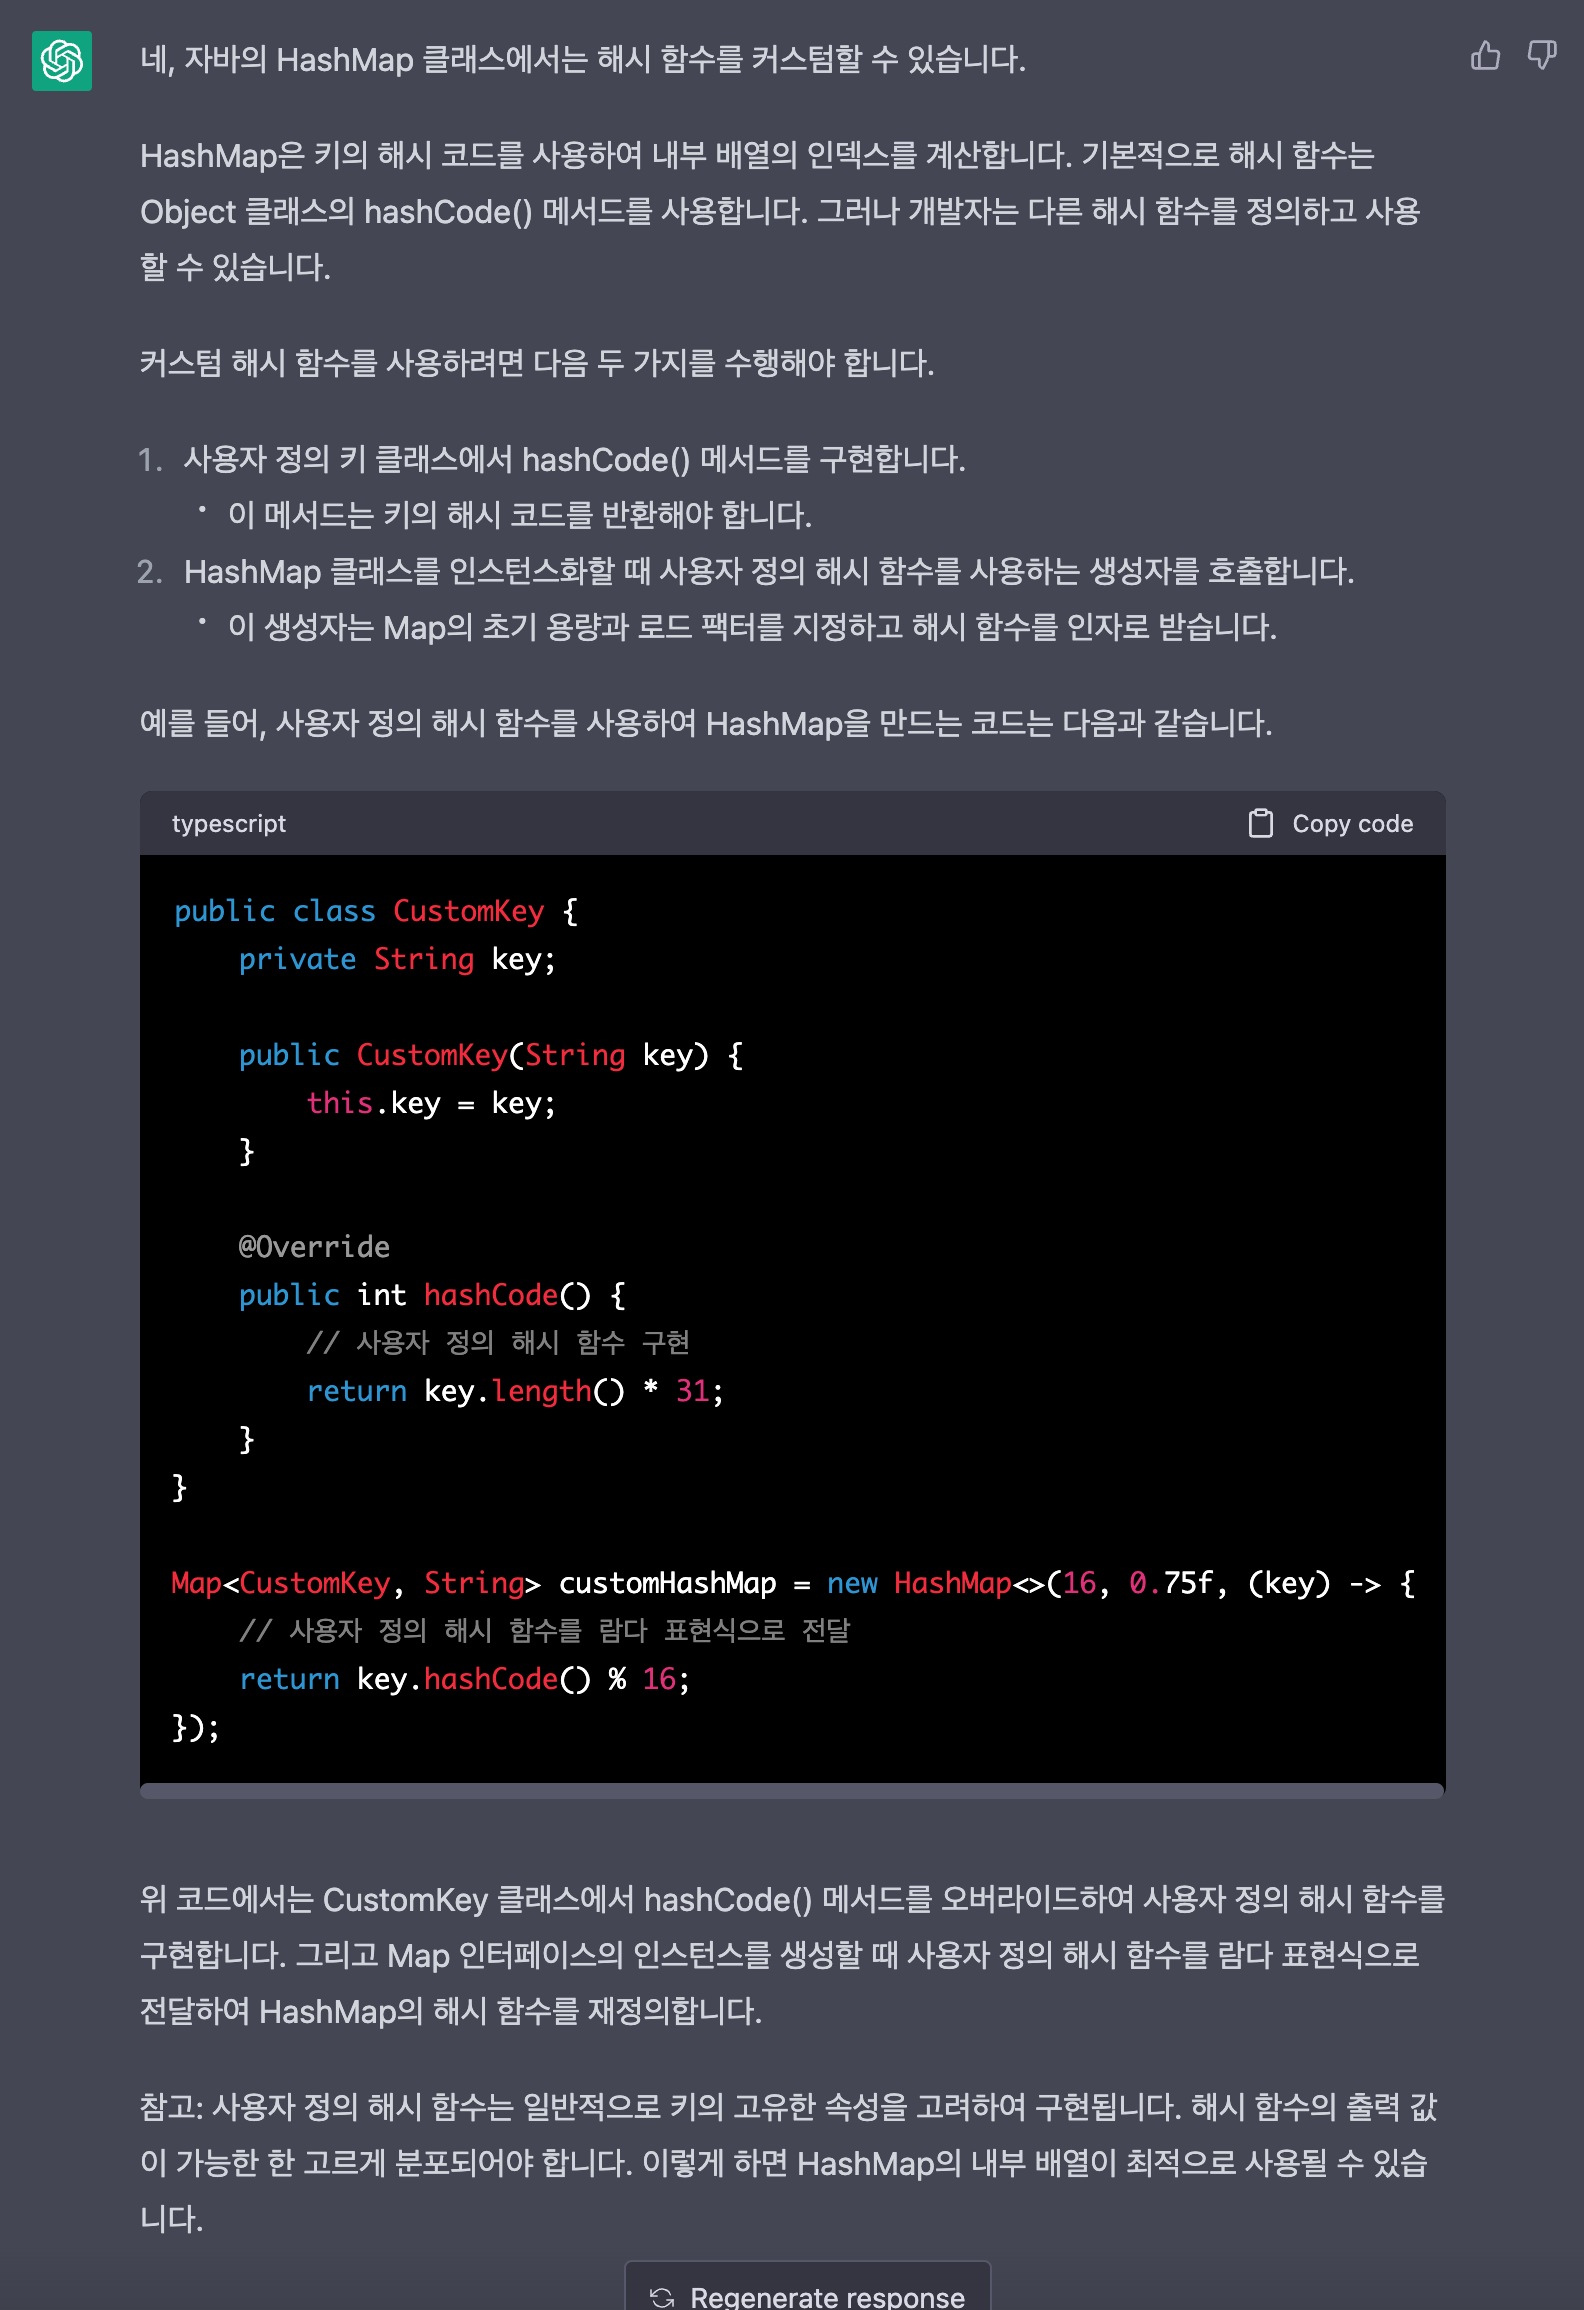 네, 자바의 HashMap 클래스에서는 해시 함수를 커스텀할 수 있습니다.
HashMap은 키의 해시 코드를 사용하여 내부 배열의 인덱스를 계산합니다. 기본적으로 해시 함수는
Object 클래스의 hashCode() 메서드를 사용합니다. 그러나 개발자는 다른 해시 함수를 정의하고 사용
할 수 있습니다.
커스텀 해시 함수를 사용하려면 다음 두 가지를 수행해야 합니다.
1. 사용자 정의 키 클래스에서 hashCode() 메서드를 구현합니다.
• 이 메서드는 키의 해시 코드를 반환해야 합니다.
2. HashMap 클래스를 인스턴스화할 때 사용자 정의 해시 함수를 사용하는 생성자를 호출합니다.
• 이 생성자는 Map의 초기 용량과 로드 팩터를 지정하고 해시 함수를 인자로 받습니다.
예를 들어, 사용자 정의 해시 함수를 사용하여 HashMap을 만드는 코드는 다음과 같습니다.
typescript Copy code
public class CustomKey {
    private String key;
    public CustomKey(String key) {
        this.key = key;
    }
    @Override
    public int hashCode() {
        // 사용자 정의 해시 함수 구현
        return key.length() * 31;
    }
}
Map<CustomKey, String> customHashMap = new HashMap<>(16, 0.75f, (key) -> {
    // 사용자 정의 해시 함수를 람다 표현식으로 전달
    return key.hashCode() % 16;
});
위 코드에서는 CustomKey 클래스에서 hashCode() 메서드를 오버라이드하여 사용자 정의 해시 함수를
구현합니다. 그리고 Map 인터페이스의 인스턴스를 생성할 때 사용자 정의 해시 함수를 람다 표현식으로
전달하여 HashMap의 해시 함수를 재정의합니다.
참고: 사용자 정의 해시 함수는 일반적으로 키의 고유한 속성을 고려하여 구현됩니다. 해시 함수의 출력 값
이 가능한 한 고르게 분포되어야 합니다. 이렇게 하면 HashMap의 내부 배열이 최적으로 사용될 수 있습
니다.
Regenerate response